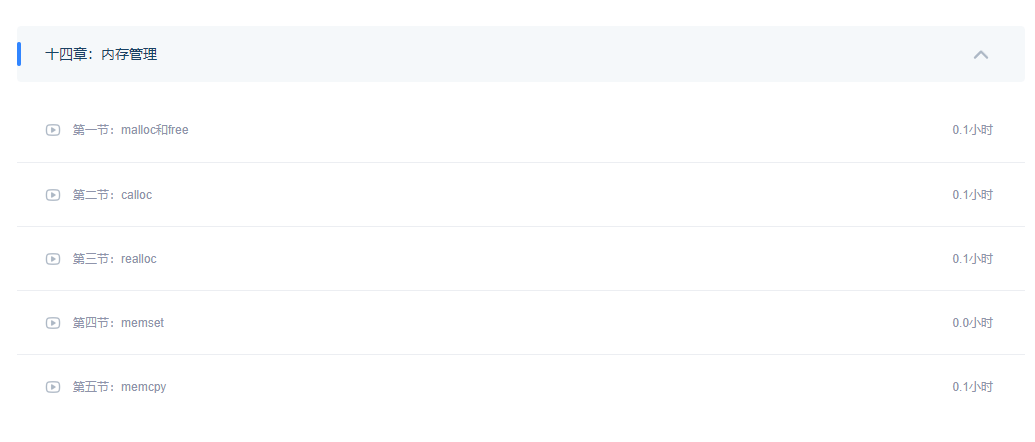 十四章：内存管理
第一节：malloc和free 0.1小时
第二节：calloc 0.1小时
第三节：realloc 0.1小时
第四节：memset 0.0小时
第五节：memcpy 0.1小时